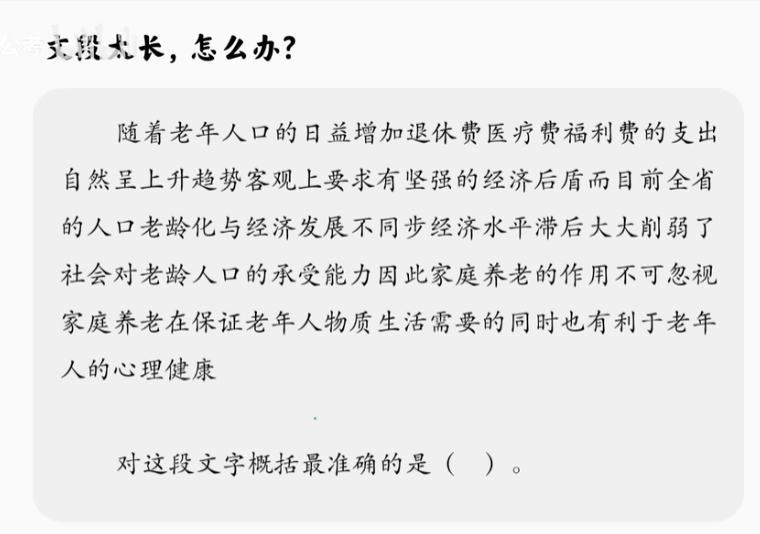 公考
文段太长，怎么办？
随着老年人口的日益增加退休费医疗费福利费的支出
自然呈上升趋势客观上要求有坚强的经济后盾而目前全省
的人口老龄化与经济发展不同步经济水平滞后大大削弱了
社会对老龄人口的承受能力因此家庭养老的作用不可忽视
家庭养老在保证老年人物质生活需要的同时也有利于老年
人的心理健康
对这段文字概括最准确的是（　）。